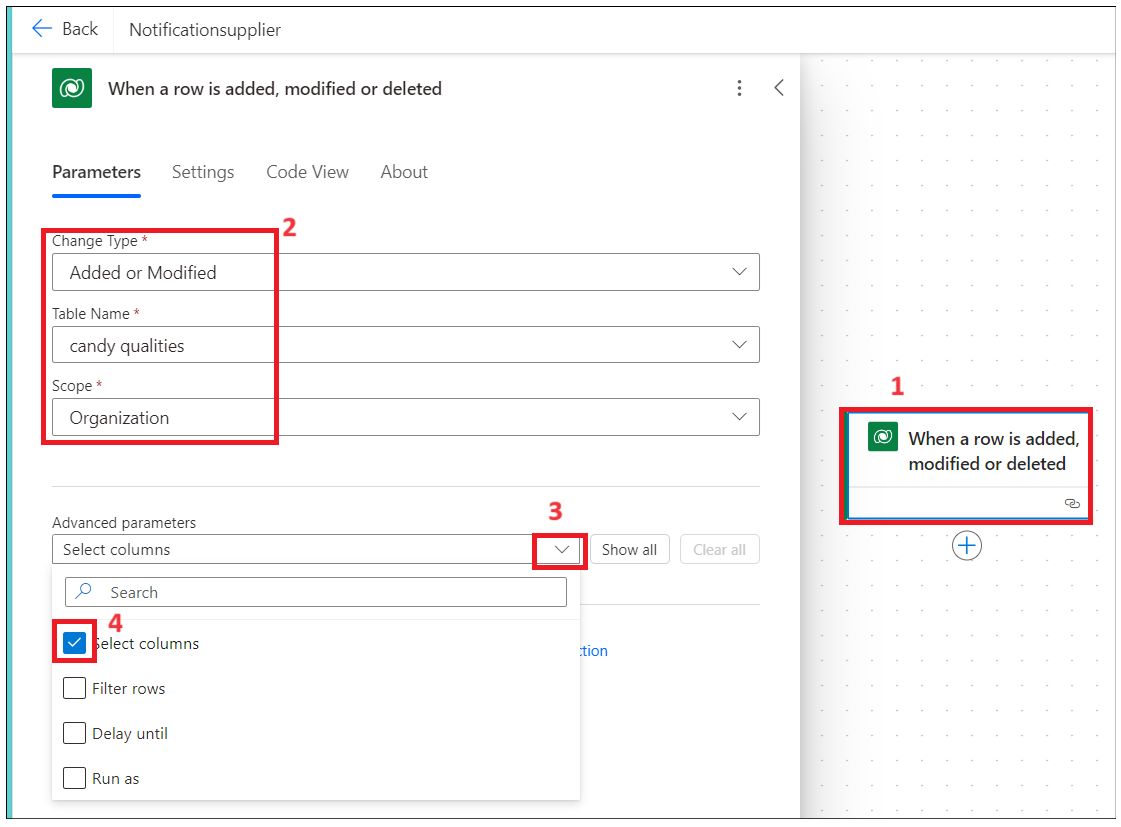 Back
Notificationsupplier
When a row is added, modified or deleted
Parameters
Settings
Code View
About
2
Change Type *
Added or Modified
Table Name *
candy qualities
Scope *
Organization
1
When a row is added,
modified or deleted
Advanced parameters
3
Select columns
Show all
Clear all
Search
4
Select columns
ction
Filter rows
Delay until
Run as